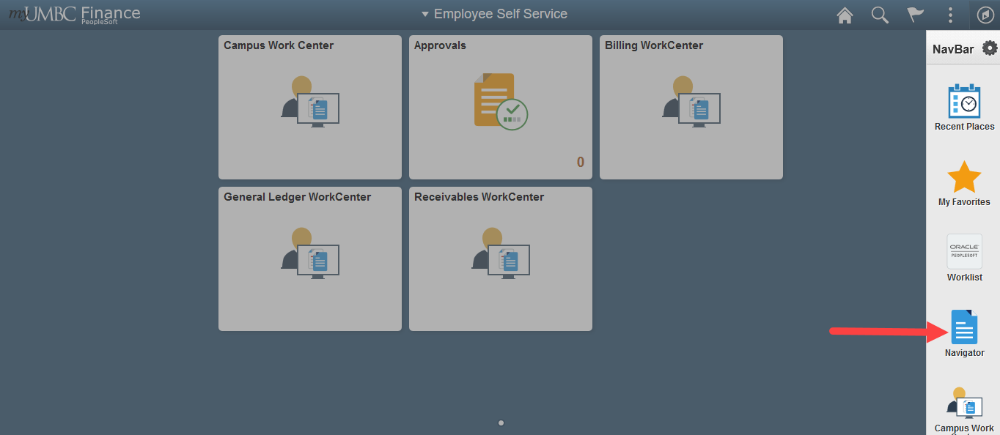 myUMBC Finance
PeopleSoft
Employee Self Service
NavBar
Campus Work Center
Approvals
0
Billing WorkCenter
General Ledger WorkCenter
Receivables WorkCenter
Recent Places
My Favorites
ORACLE
PEOPLESOFT
Worklist
Navigator
Campus Work